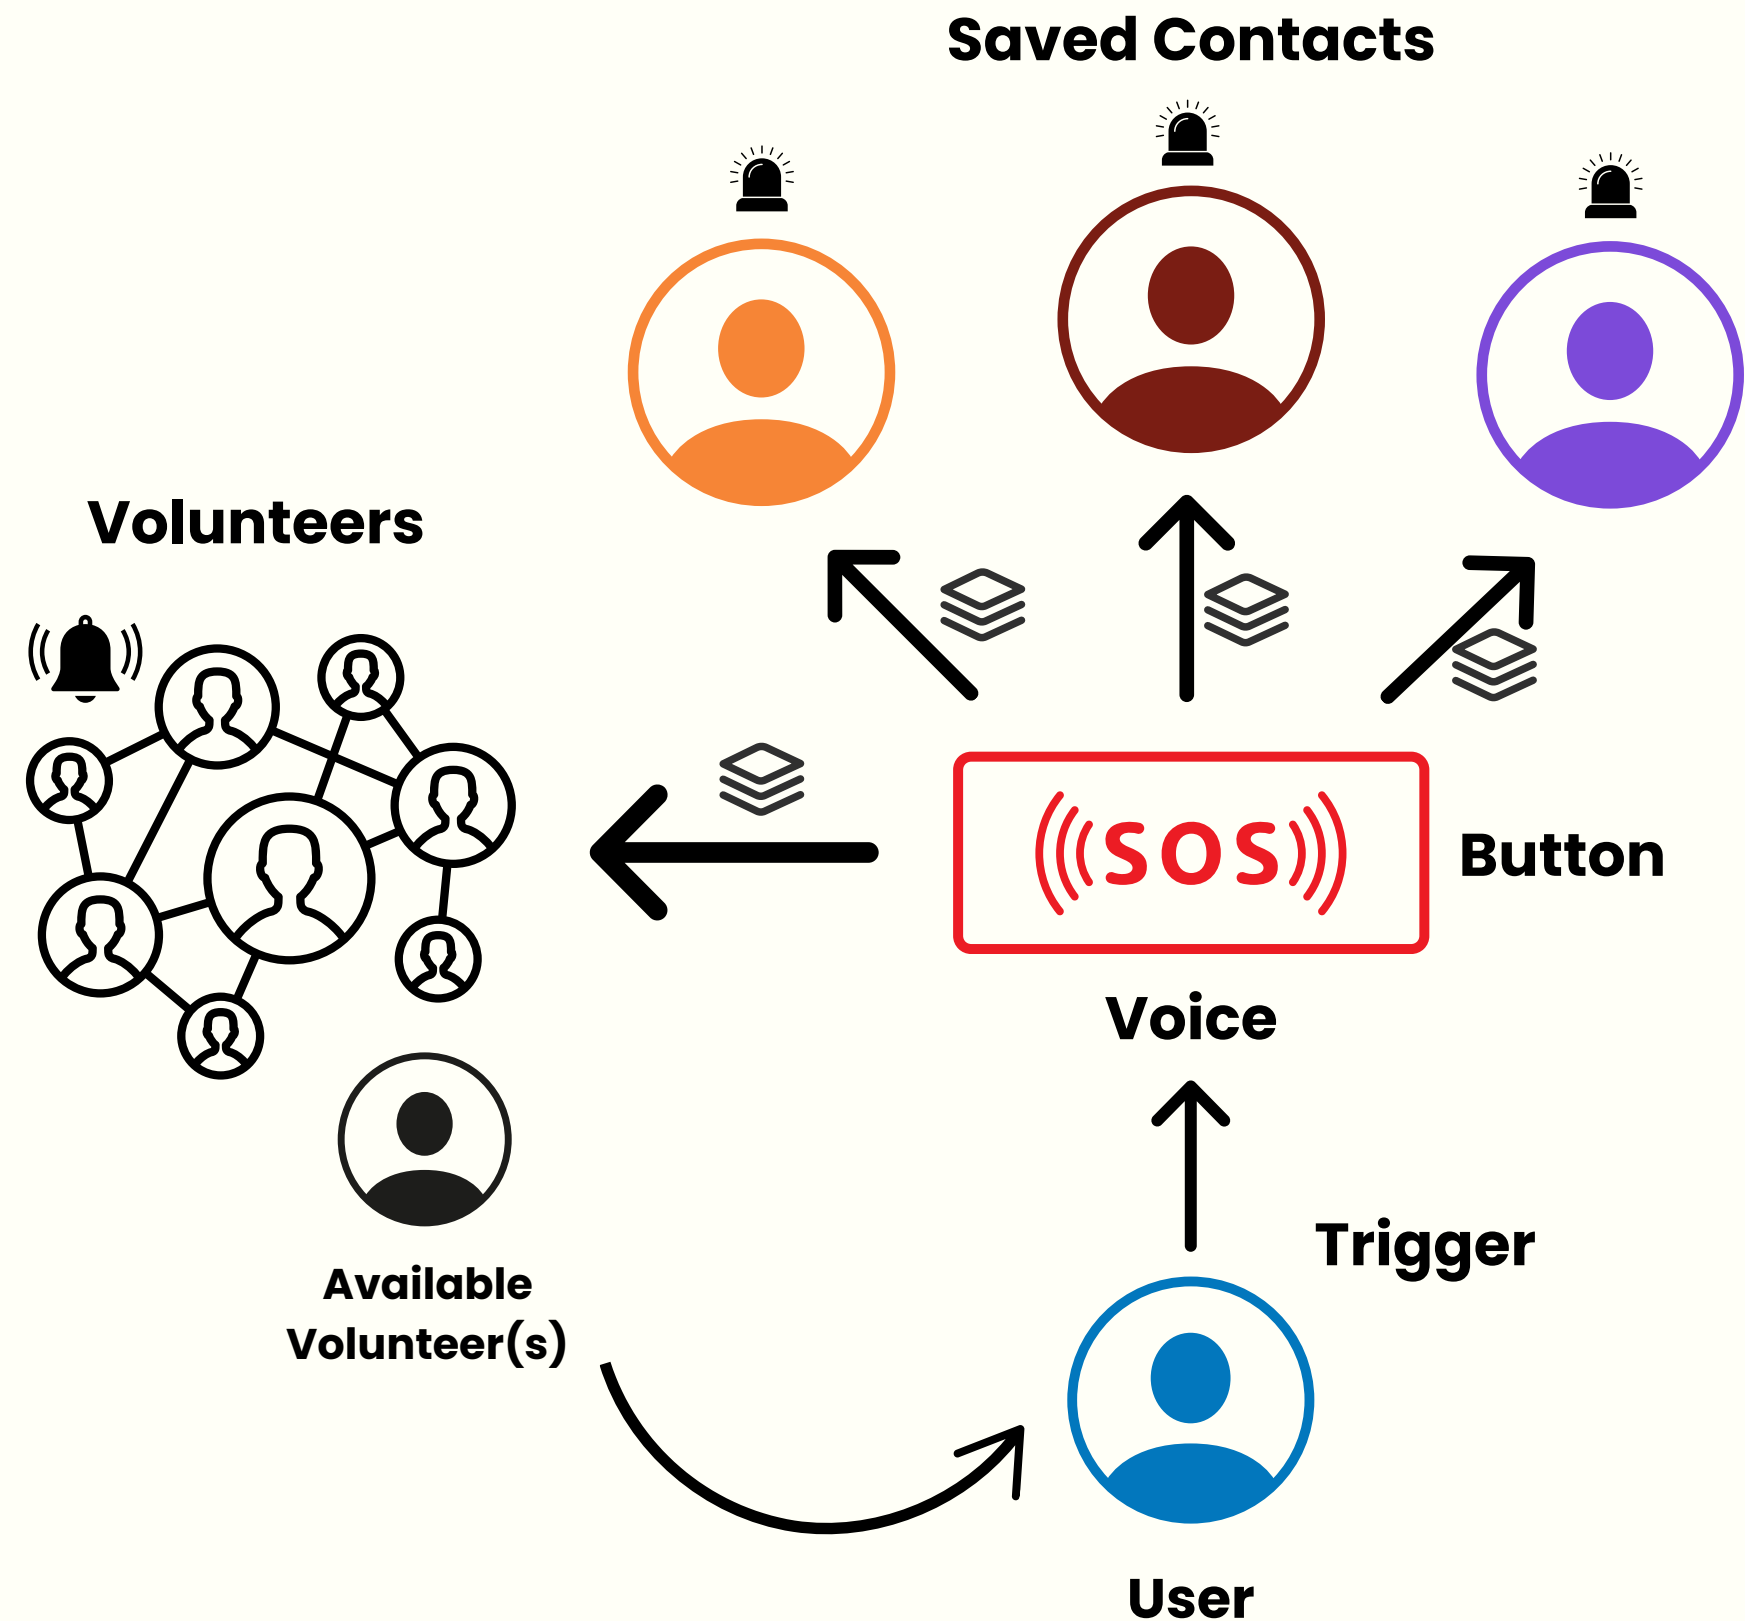 Saved Contacts
Volunteers
SOS
Button
Voice
Trigger
Available
Volunteer(s)
User